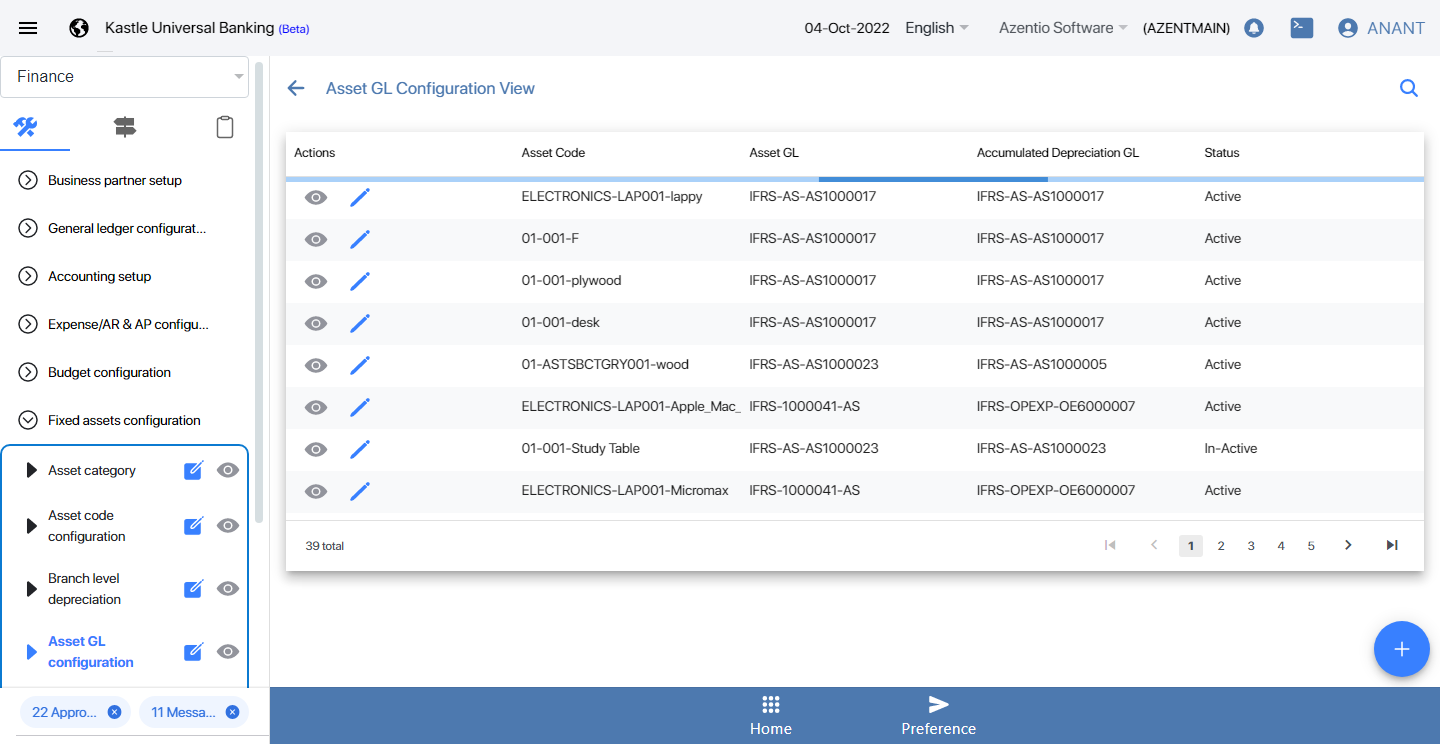 Kastle Universal Banking (Beta)
04-Oct-2022 English Azentio Software (AZENTMAIN) ANANT
Finance
Business partner setup
General ledger configurat...
Accounting setup
Expense/AR & AP configu...
Budget configuration
Fixed assets configuration
Asset category
Asset code
configuration
Branch level
depreciation
Asset GL
configuration
22 Appro... 11 Messa...
Asset GL Configuration View
Actions Asset Code Asset GL Accumulated Depreciation GL Status
ELECTRONICS-LAP001-lappy IFRS-AS-AS1000017 IFRS-AS-AS1000017 Active
01-001-F IFRS-AS-AS1000017 IFRS-AS-AS1000017 Active
01-001-plywood IFRS-AS-AS1000017 IFRS-AS-AS1000017 Active
01-001-desk IFRS-AS-AS1000017 IFRS-AS-AS1000017 Active
01-ASTSBCTGRY001-wood IFRS-AS-AS1000023 IFRS-AS-AS1000005 Active
ELECTRONICS-LAP001-Apple_Mac_ IFRS-1000041-AS IFRS-OPEXP-OE6000007 Active
01-001-Study Table IFRS-AS-AS1000023 IFRS-AS-AS1000023 In-Active
ELECTRONICS-LAP001-Micromax IFRS-1000041-AS IFRS-OPEXP-OE6000007 Active
39 total 1 2 3 4 5
Home Preference